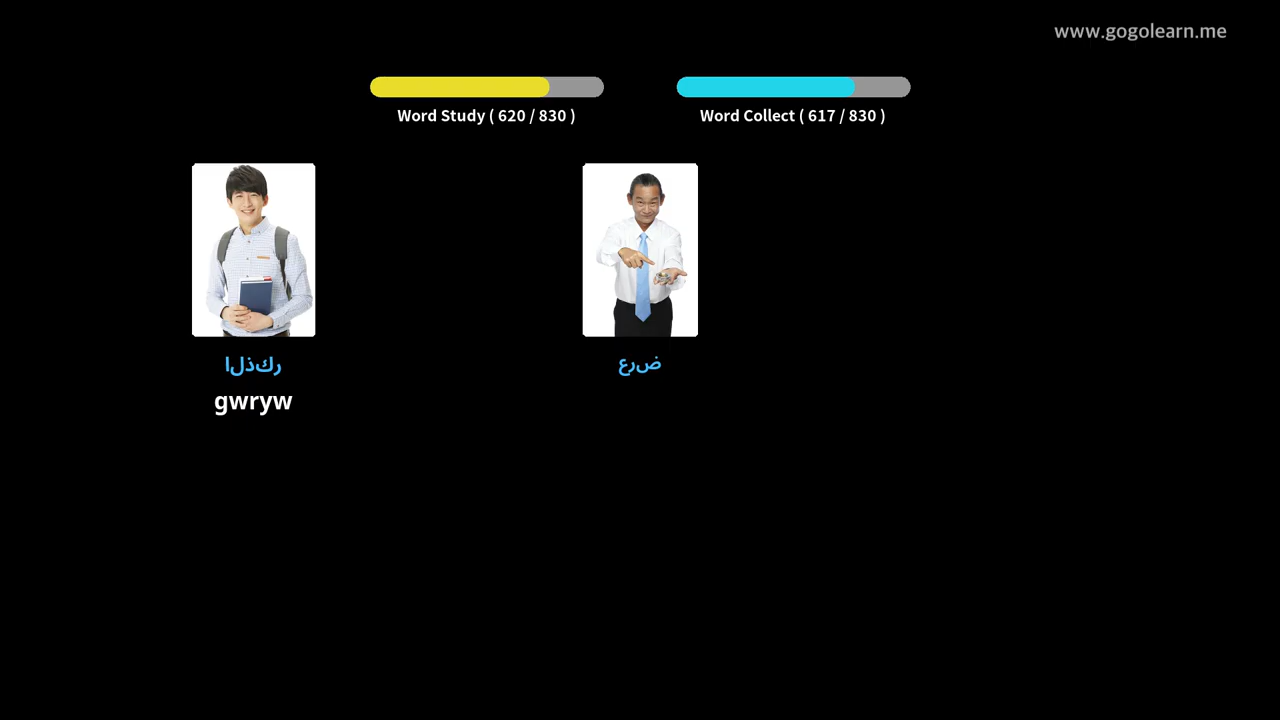 www.gogolearn.me
Word Study ( 620 / 830 )
Word Collect ( 617 / 830 )
الذكر
gwryw
عرض